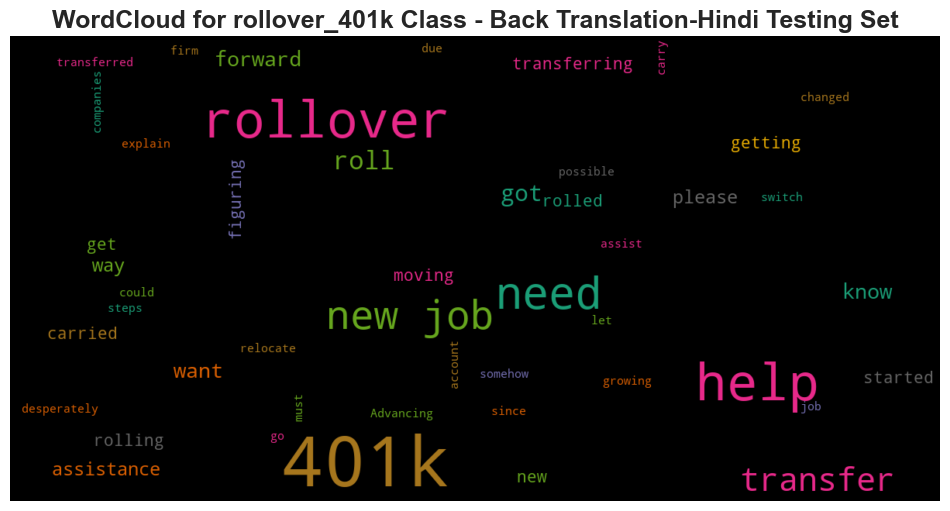 WordCloud for rollover_401k Class - Back Translation-Hindi Testing Set
firm
due
carry
forward
transferred
transferring
companies
changed
rollover
explain
getting
roll
figuring
possible
got
rolled
please
switch
get
assist
way
moving
need
know
could
steps
new job
let
carried
relocate
account
want
somehow
help
started
growing
desperately
must
Advancing
since
job
rolling
go
401k
assistance
new
transfer